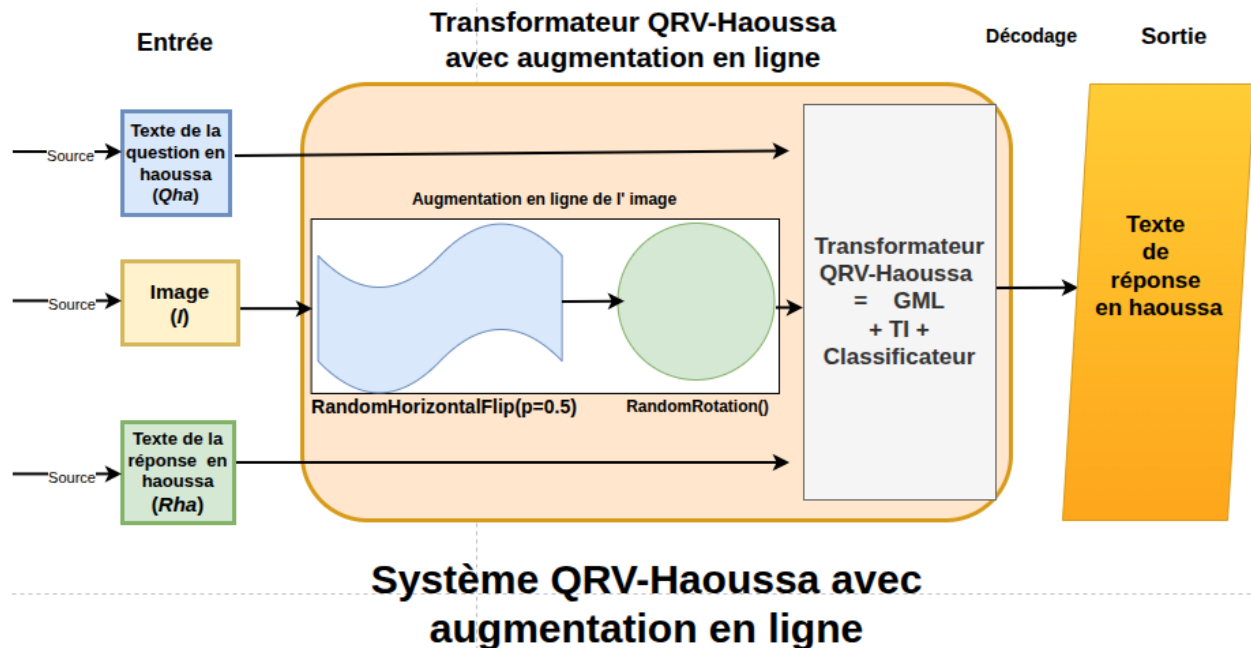 Entrée
Transformateur QRV-Haoussa
avec augmentation en ligne
Décodage
Sortie
Source
Texte de la
question en
haoussa
(Qha)
Augmentation en ligne de l' image
Source
Image
(I)
RandomHorizontalFlip(p=0.5)
RandomRotation()
Source
Texte de la
réponse en
haoussa
(Rha)
Transformateur
QRV-Haoussa
= GML
+ TI +
Classificateur
Texte
de
réponse
en haoussa
Système QRV-Haoussa avec
augmentation en ligne